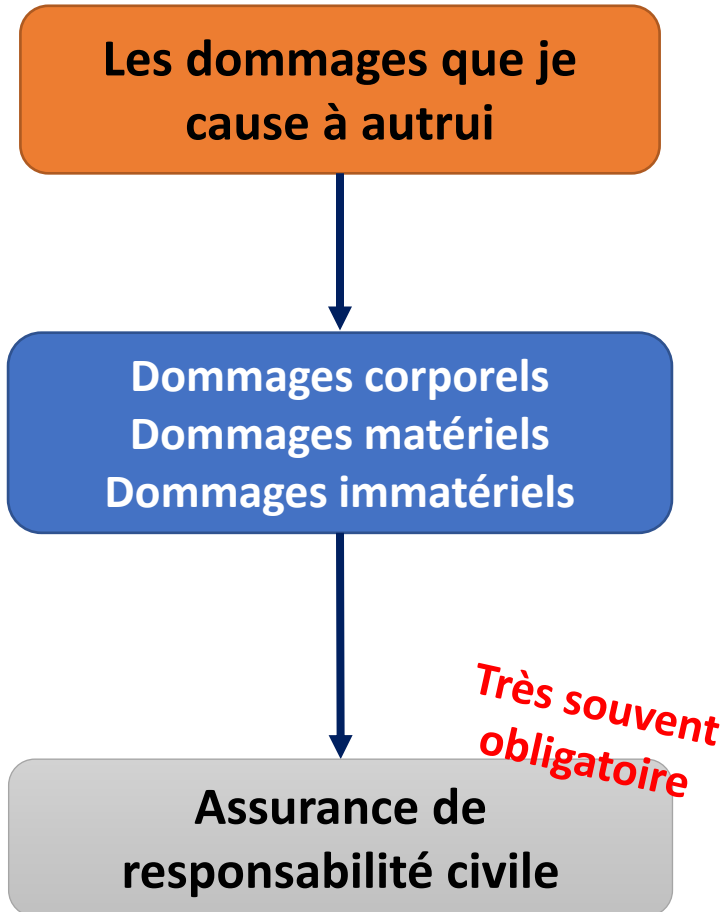 Les dommages que je
cause à autrui
Dommages corporels
Dommages matériels
Dommages immatériels
Très souvent
obligatoire
Assurance de
responsabilité civile